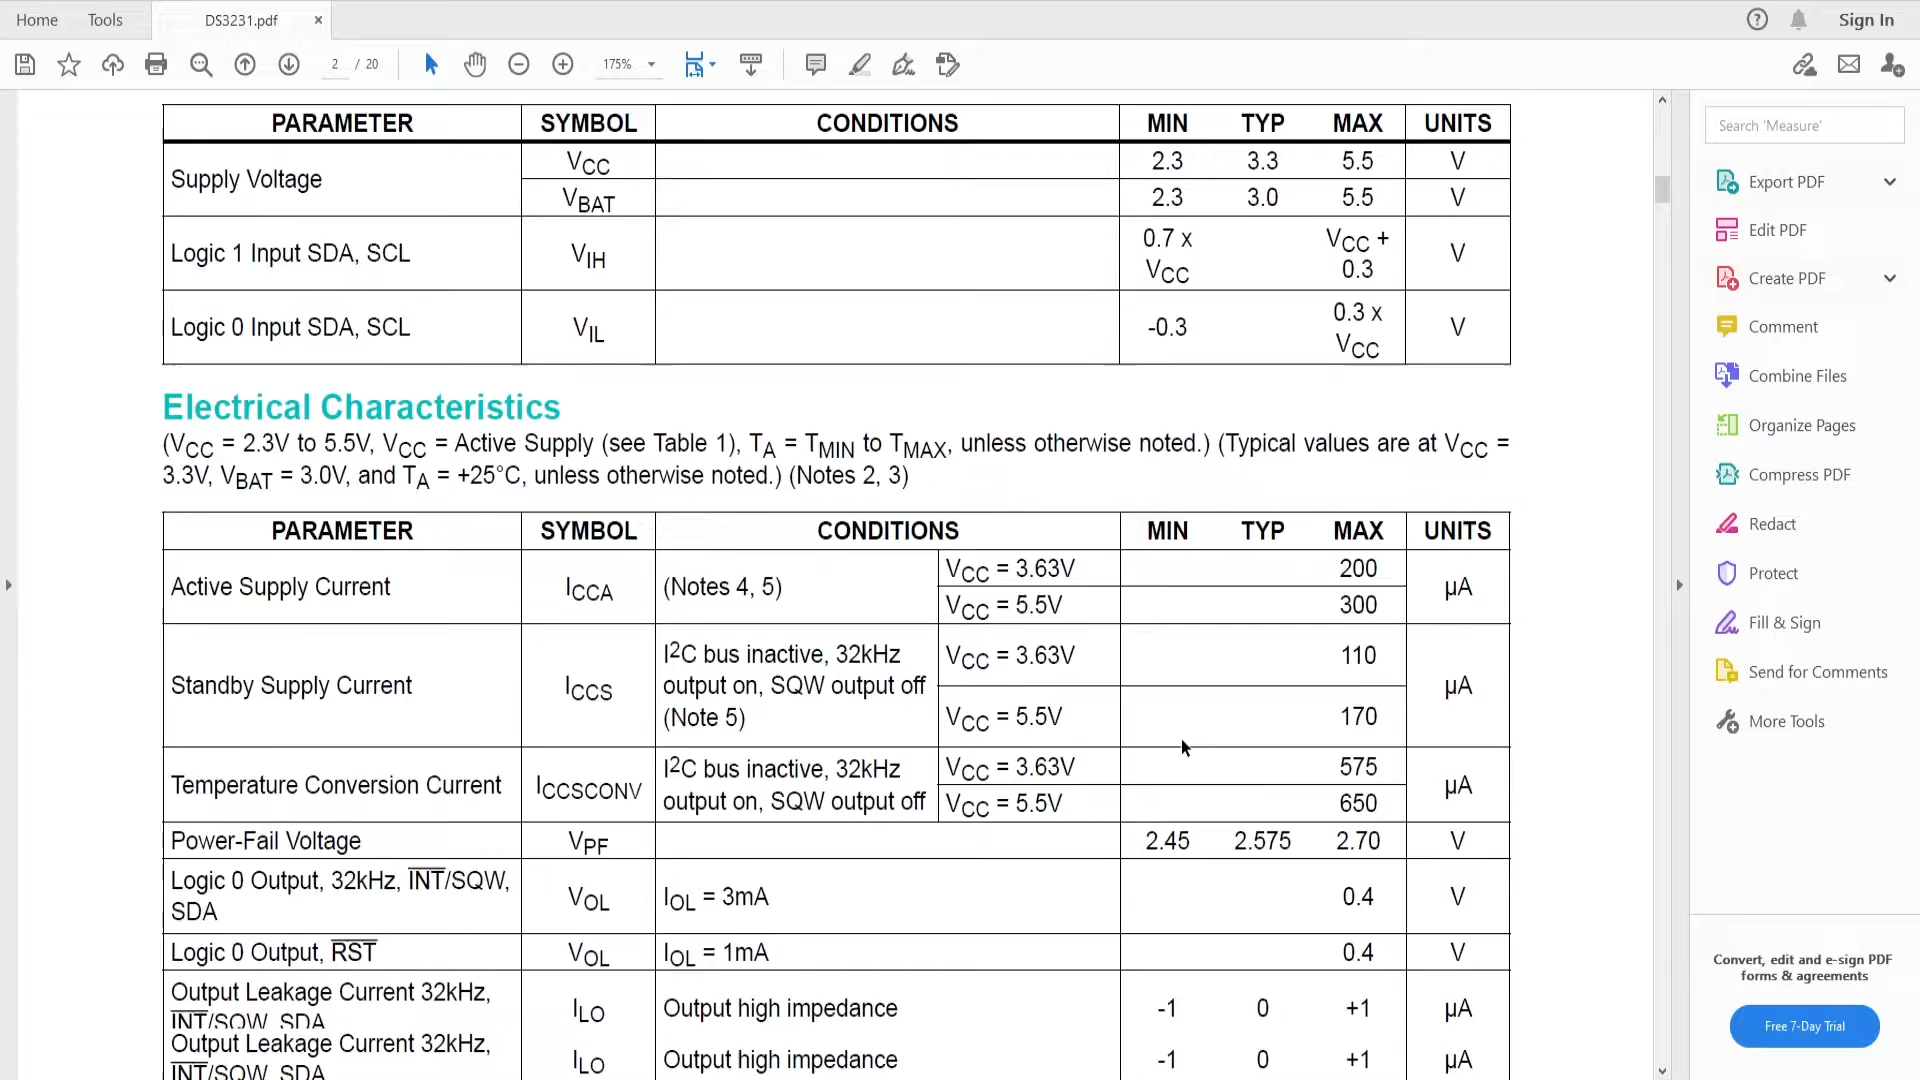 Home Tools DS3231.pdf × ? Sign In
2 / 20 175%
PARAMETER SYMBOL CONDITIONS MIN TYP MAX UNITS
Supply Voltage VCC 2.3 3.3 5.5 V
VBAT 2.3 3.0 5.5 V
Logic 1 Input SDA, SCL VIH 0.7 x VCC VCC + 0.3 V
Logic 0 Input SDA, SCL VIL -0.3 0.3 x VCC V
Electrical Characteristics
(VCC = 2.3V to 5.5V, VCC = Active Supply (see Table 1), TA = TMIN to TMAX, unless otherwise noted.) (Typical values are at VCC =
3.3V, VBAT = 3.0V, and TA = +25°C, unless otherwise noted.) (Notes 2, 3)
PARAMETER SYMBOL CONDITIONS MIN TYP MAX UNITS
Active Supply Current ICCA (Notes 4, 5) VCC = 3.63V 200 µA
VCC = 5.5V 300
Standby Supply Current ICCS I2C bus inactive, 32kHz
output on, SQW output off
(Note 5) VCC = 3.63V 110 µA
VCC = 5.5V 170
Temperature Conversion Current ICCSCONV I2C bus inactive, 32kHz
output on, SQW output off VCC = 3.63V 575 µA
VCC = 5.5V 650
Power-Fail Voltage VPF 2.45 2.575 2.70 V
Logic 0 Output, 32kHz, INT/SQW,
SDA VOL IOL = 3mA 0.4 V
Logic 0 Output, RST VOL IOL = 1mA 0.4 V
Output Leakage Current 32kHz,
INT/SQW, SDA ILO Output high impedance -1 0 +1 µA
Output Leakage Current 32kHz,
INT/SQW, SDA ILO Output high impedance -1 0 +1 µA
Search 'Measure'
Export PDF
Edit PDF
Create PDF
Comment
Combine Files
Organize Pages
Compress PDF
Redact
Protect
Fill & Sign
Send for Comments
More Tools
Convert, edit and e-sign PDF
forms & agreements
Free 7-Day Trial